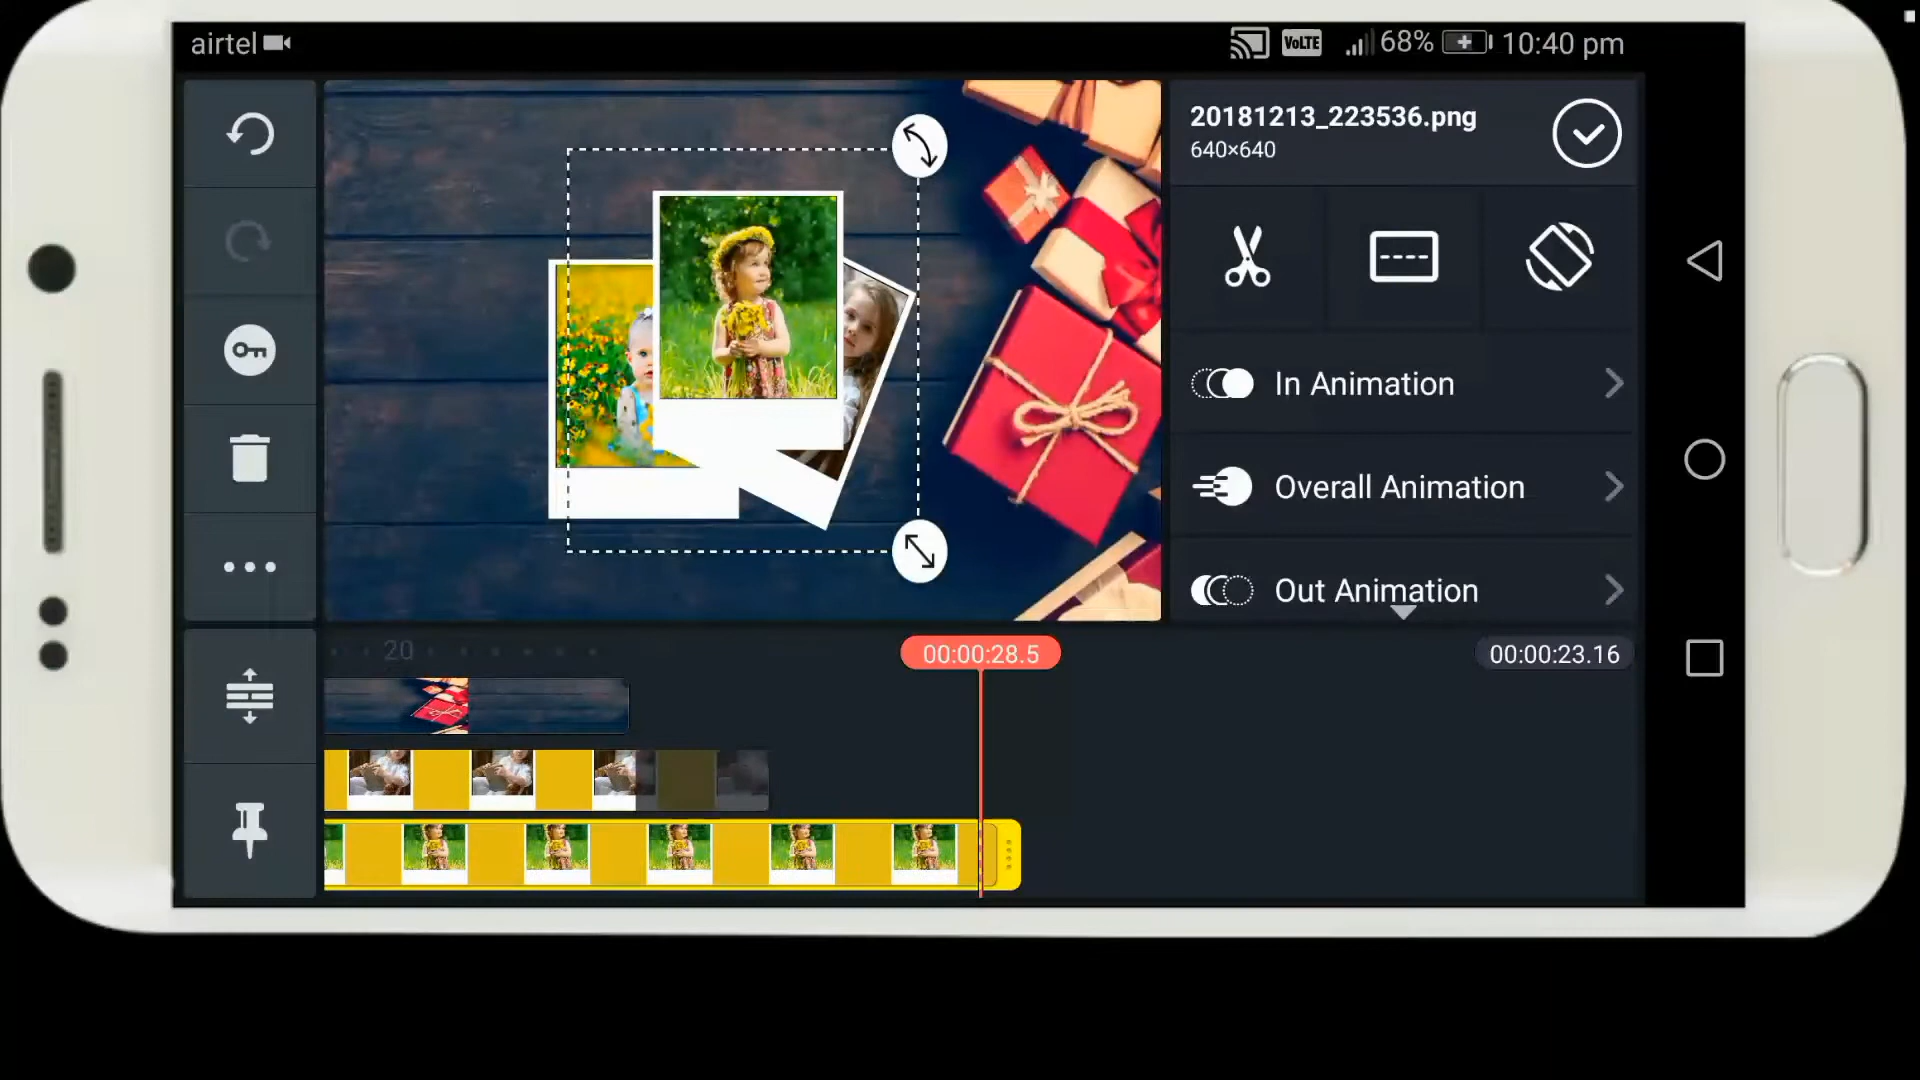 airtel
VoLTE 68% 10:40 pm
20181213_223536.png
640×640
In Animation
Overall Animation
Out Animation
20
00:00:28.5
00:00:23.16